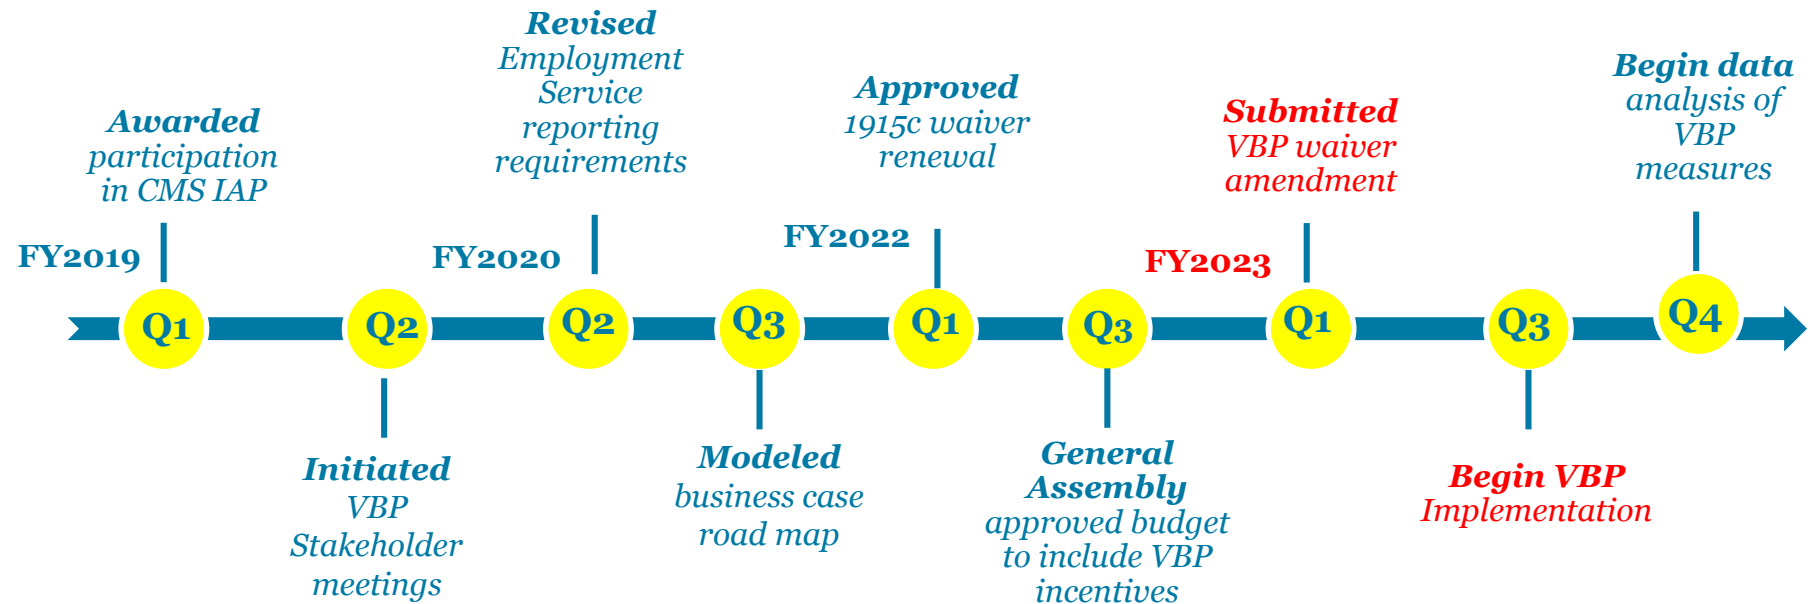 Awarded
participation
in CMS IAP
FY2019
Q1
Q2
Initiated
VBP
Stakeholder
meetings
Revised
Employment
Service
reporting
requirements
FY2020
Q2
Q3
Modeled
business case
road map
Approved
1915c waiver
renewal
FY2022
Q1
Q3
General
Assembly
approved budget
to include VBP
incentives
Submitted
VBP waiver
amendment
FY2023
Q1
Q3
Begin VBP
Implementation
Begin data
analysis of
VBP
measures
Q4